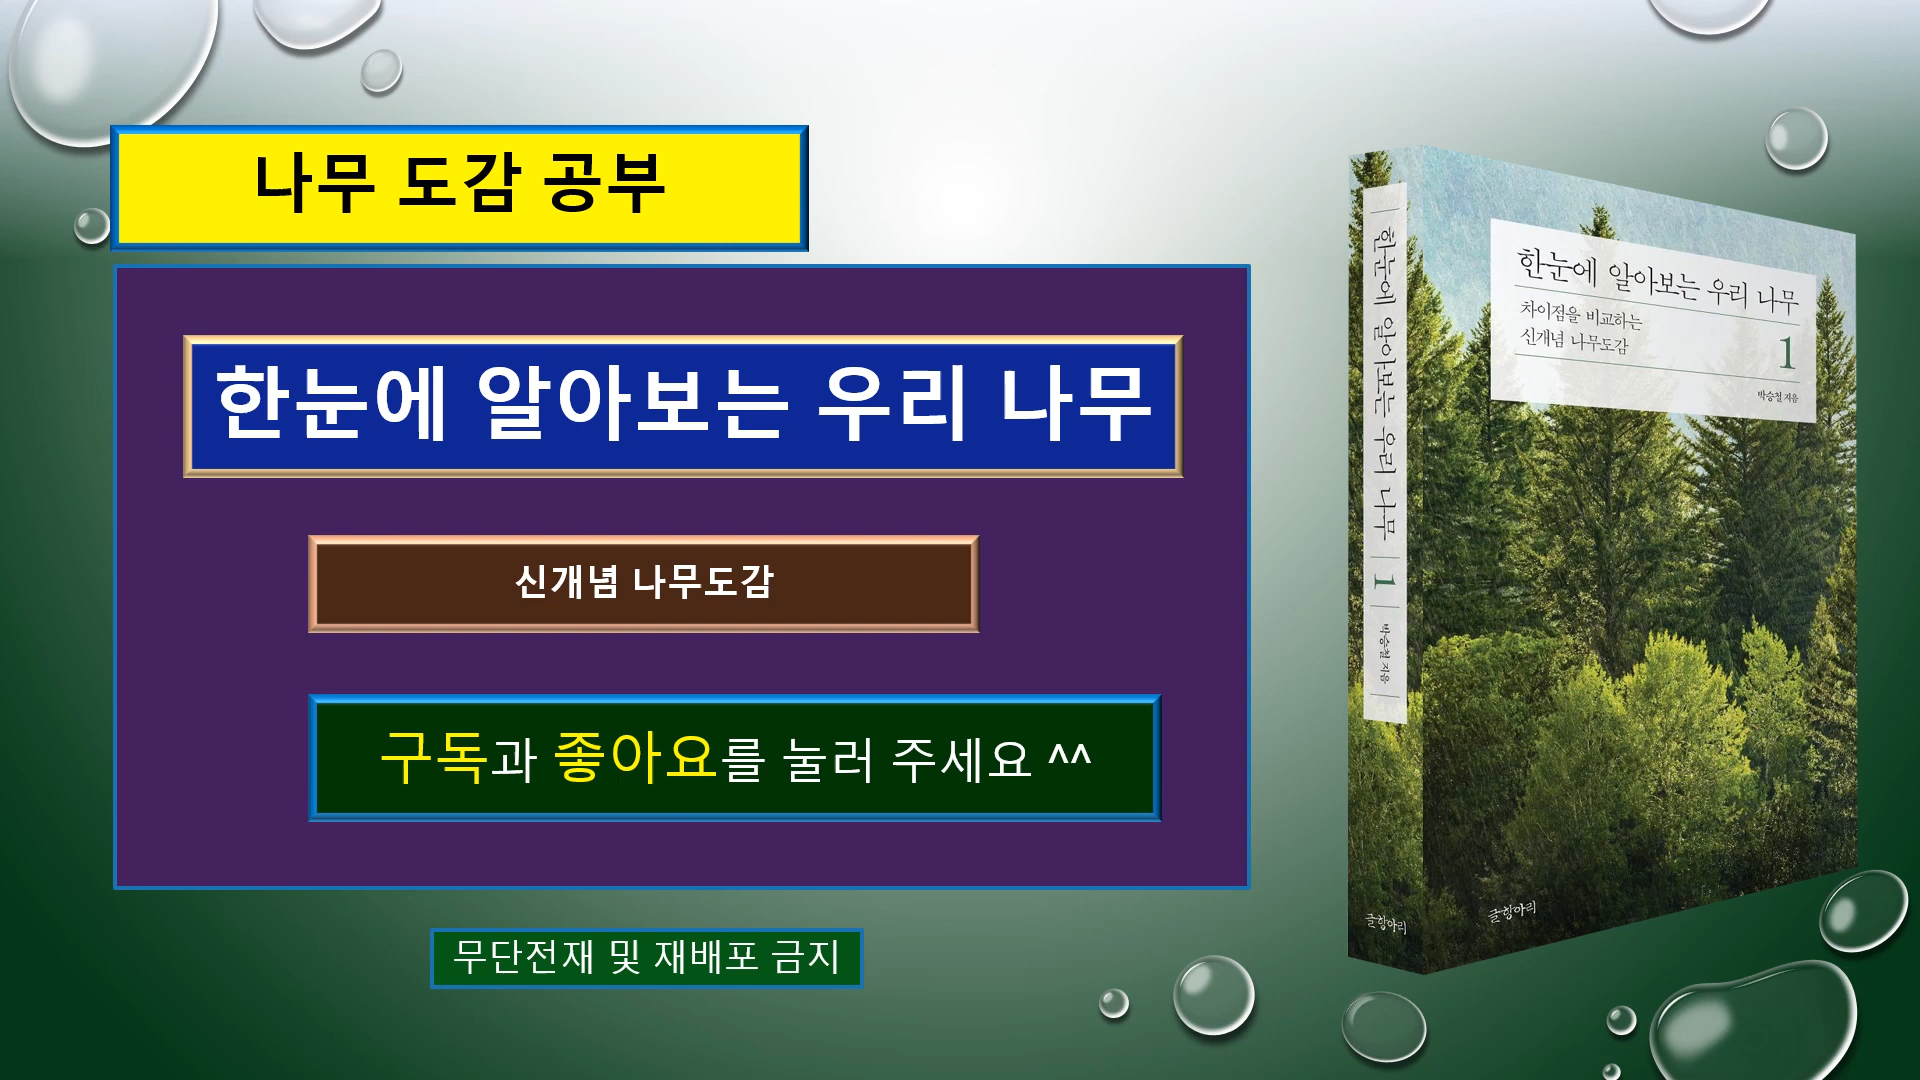 나무 도감 공부
한눈에 알아보는 우리 나무
신개념 나무도감
구독과 좋아요를 눌러 주세요 ^^
무단전재 및 재배포 금지
한눈에 알아보는 우리 나무 1 박승철 지음
글항아리
한눈에 알아보는 우리 나무
차이점을 비교하는
신개념 나무도감
1
박승철 지음
글항아리